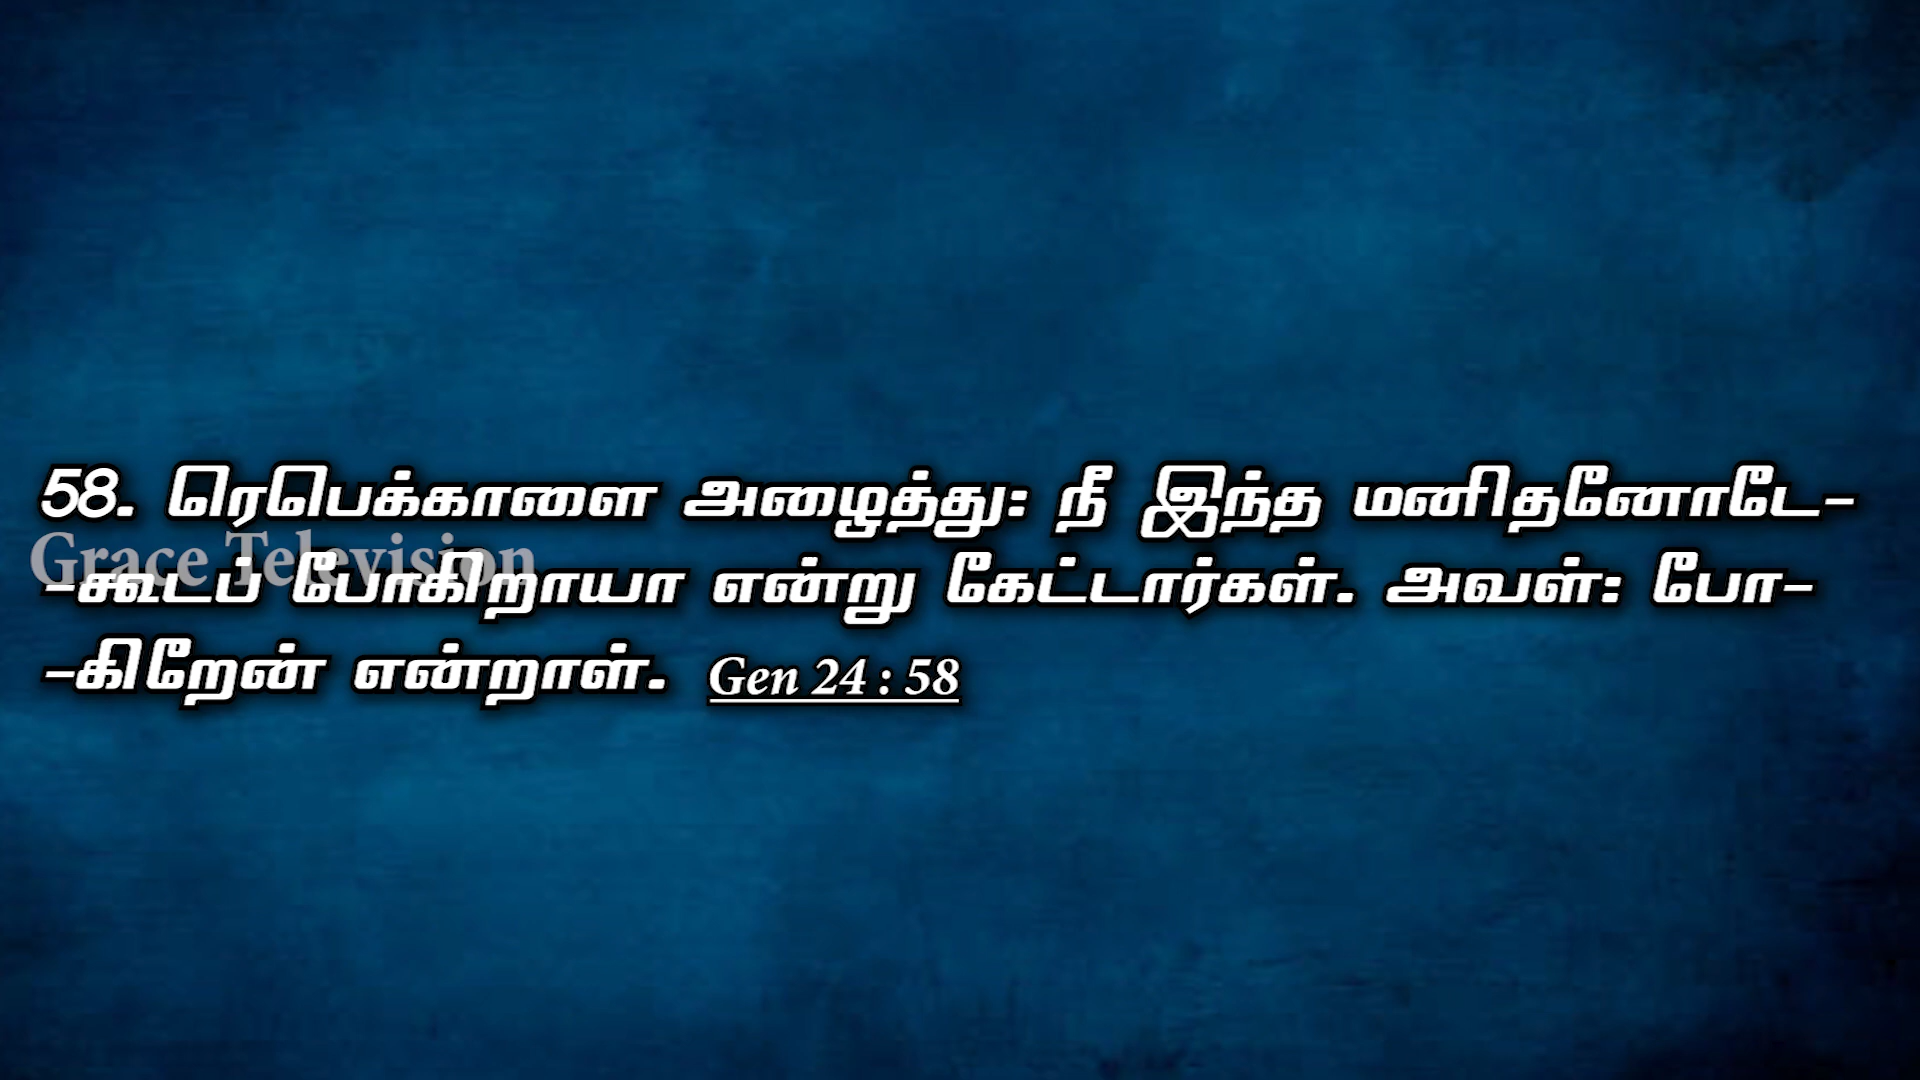 58. ரெபெக்காளை அழைத்து: நீ இந்த மனிதனோடே-
Grace Television
-கூடப் போகிறாயா என்று கேட்டார்கள். அவள்: போ-
-கிறேன் என்றாள். Gen 24 : 58